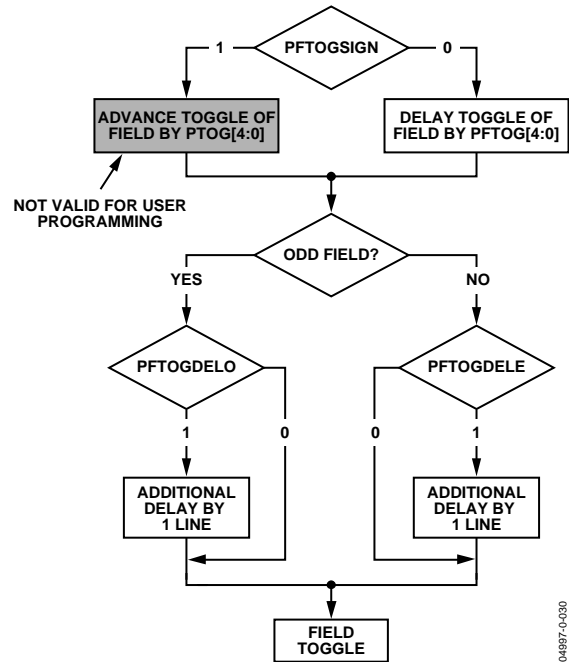 PFTOGSIGN
1
0
ADVANCE TOGGLE OF
FIELD BY PTOG[4:0]
DELAY TOGGLE OF
FIELD BY PFTOG[4:0]
NOT VALID FOR USER
PROGRAMMING
ODD FIELD?
YES
NO
PFTOGDELO
PFTOGDELE
1
0
0
1
ADDITIONAL
DELAY BY
1 LINE
ADDITIONAL
DELAY BY
1 LINE
FIELD
TOGGLE
04997-0-030